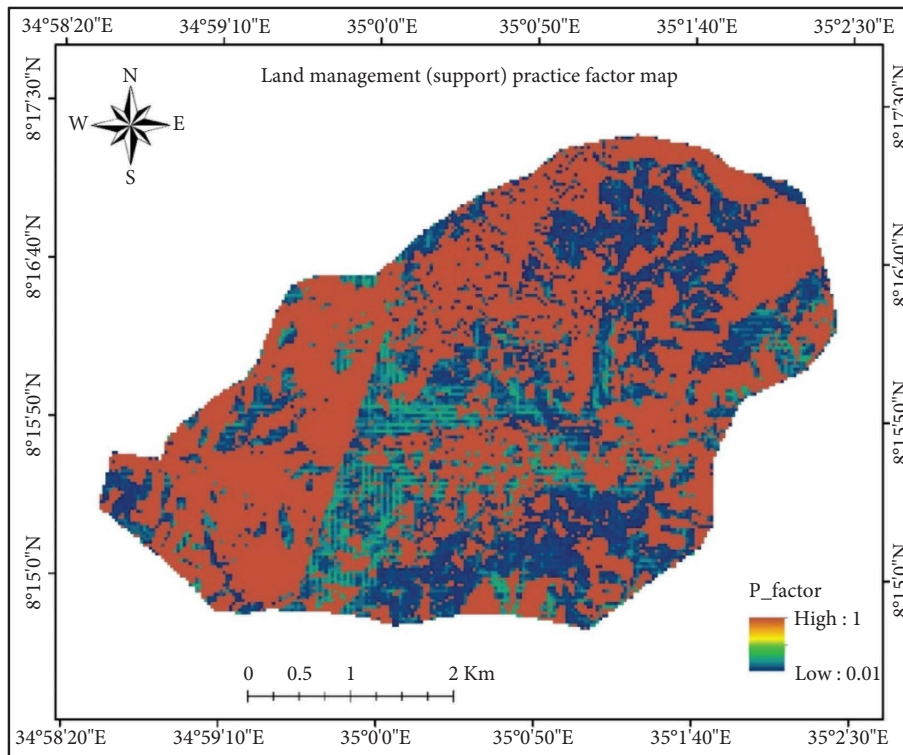 34°58'20"E 34°59'10"E 35°0'0"E 35°0'50"E 35°1'40"E 35°2'30"E
Land management (support) practice factor map
N
W E
S
8°17'30"N 8°17'30"N
8°16'40"N 8°16'40"N
8°15'50"N 8°15'50"N
8°15'0"N 8°15'0"N
P_factor
High : 1
Low : 0.01
0 0.5 1 2 Km
34°58'20"E 34°59'10"E 35°0'0"E 35°0'50"E 35°1'40"E 35°2'30"E